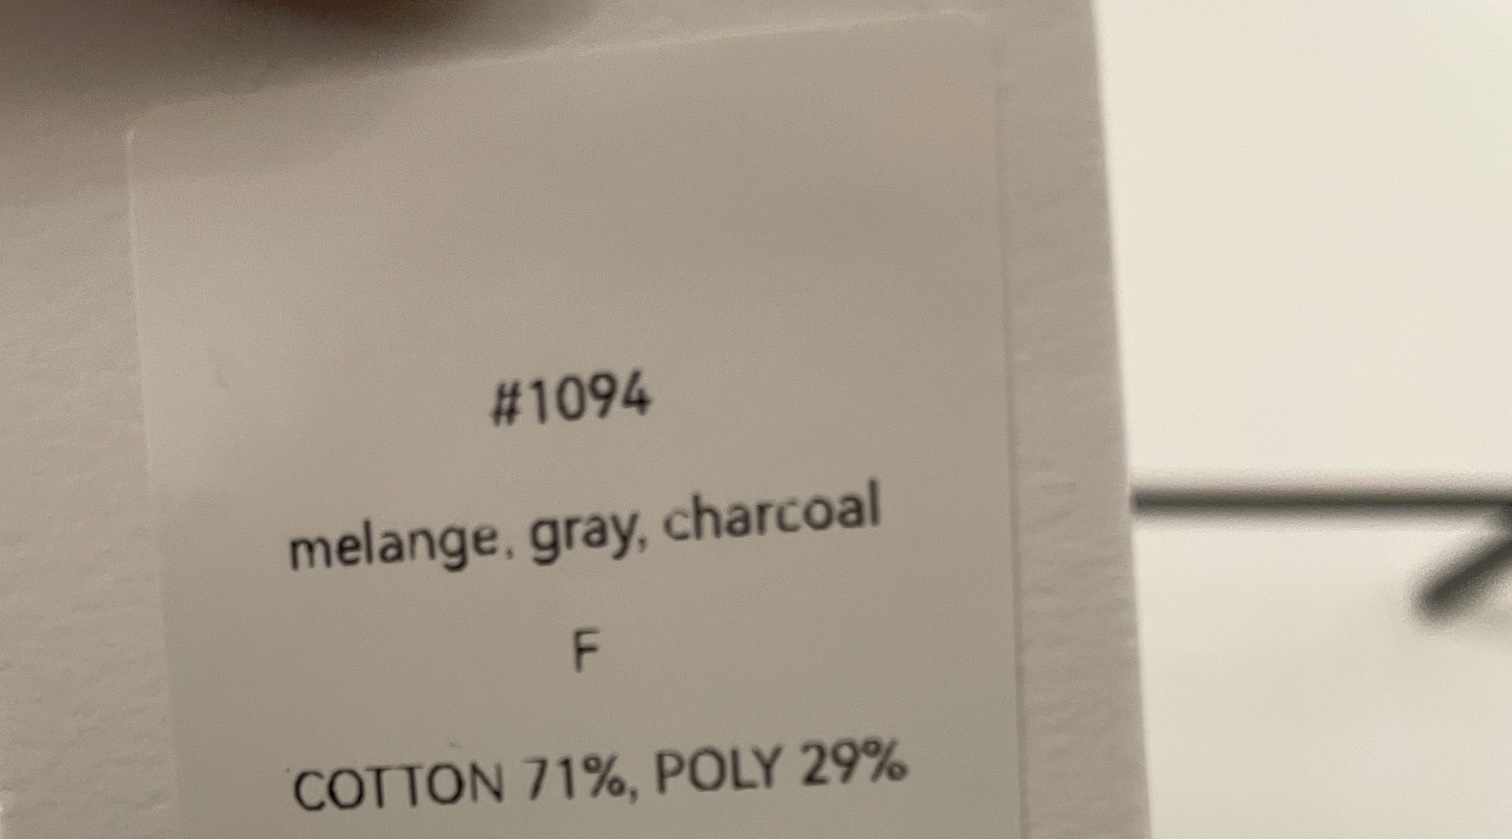 #1094
melange, gray, charcoal
F
COTTON 71%, POLY 29%